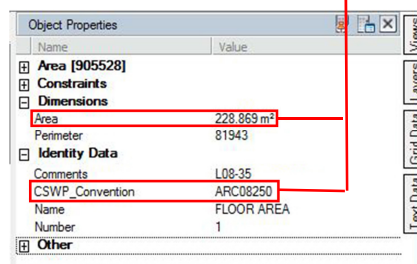 Object Properties
Name Value
Area [905528]
Constraints
Dimensions
Area 228.869 m²
Perimeter 81943
Identity Data
Comments L08-35
CSWP_Convention ARC08250
Name FLOOR AREA
Number 1
Other
Views
Layers
Grid Data
Text Data